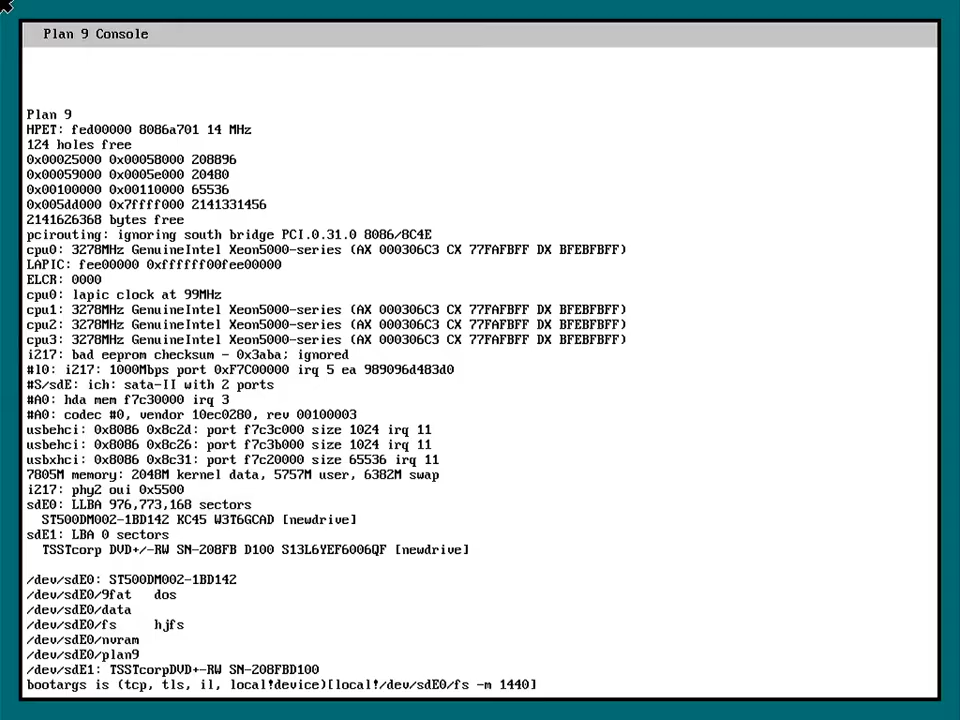 Plan 9 Console
Plan 9
HPET: fed00000 8086a701 14 MHz
124 holes free
0x00025000 0x00058000 208896
0x00059000 0x0005e000 20480
0x00100000 0x00110000 65536
0x005dd000 0x7ffff000 2141331456
2141626368 bytes free
pcirouting: ignoring south bridge PCI.0.31.0 8086/8C4E
cpu0: 3278MHz GenuineIntel Xeon5000-series (AX 000306C3 CX 77FAFBFF DX BFEBFBFF)
LAPIC: fee00000 0xffffff00fee00000
ELCR: 0000
cpu0: lapic clock at 99MHz
cpu1: 3278MHz GenuineIntel Xeon5000-series (AX 000306C3 CX 77FAFBFF DX BFEBFBFF)
cpu2: 3278MHz GenuineIntel Xeon5000-series (AX 000306C3 CX 77FAFBFF DX BFEBFBFF)
cpu3: 3278MHz GenuineIntel Xeon5000-series (AX 000306C3 CX 77FAFBFF DX BFEBFBFF)
i217: bad eeprom checksum - 0x3aba; ignored
#l0: i217: 1000Mbps port 0xF7C00000 irq 5 ea 989096d483d0
#S/sdE: ich: sata-II with 2 ports
#A0: hda mem f7c30000 irq 3
#A0: codec #0, vendor 10ec0280, rev 00100003
usbehci: 0x8086 0x8c2d: port f7c3c000 size 1024 irq 11
usbehci: 0x8086 0x8c26: port f7c3b000 size 1024 irq 11
usbxhci: 0x8086 0x8c31: port f7c20000 size 65536 irq 11
7805M memory: 2048M kernel data, 5757M user, 6382M swap
i217: phy2 oui 0x5500
sdE0: LLBA 976,773,168 sectors
ST500DM002-1BD142 KC45 W3T6GCAD [newdrive]
sdE1: LBA 0 sectors
TSSTcorp DVD+/-RW SN-208FB D100 S13L6YEF6006QF [newdrive]
/dev/sdE0: ST500DM002-1BD142
/dev/sdE0/9fat dos
/dev/sdE0/data
/dev/sdE0/fs hjfs
/dev/sdE0/nvram
/dev/sdE0/plan9
/dev/sdE1: TSSTcorpDVD+-RW SN-208FBD100
bootargs is (tcp, tls, il, local!device)[local!/dev/sdE0/fs -m 1440]